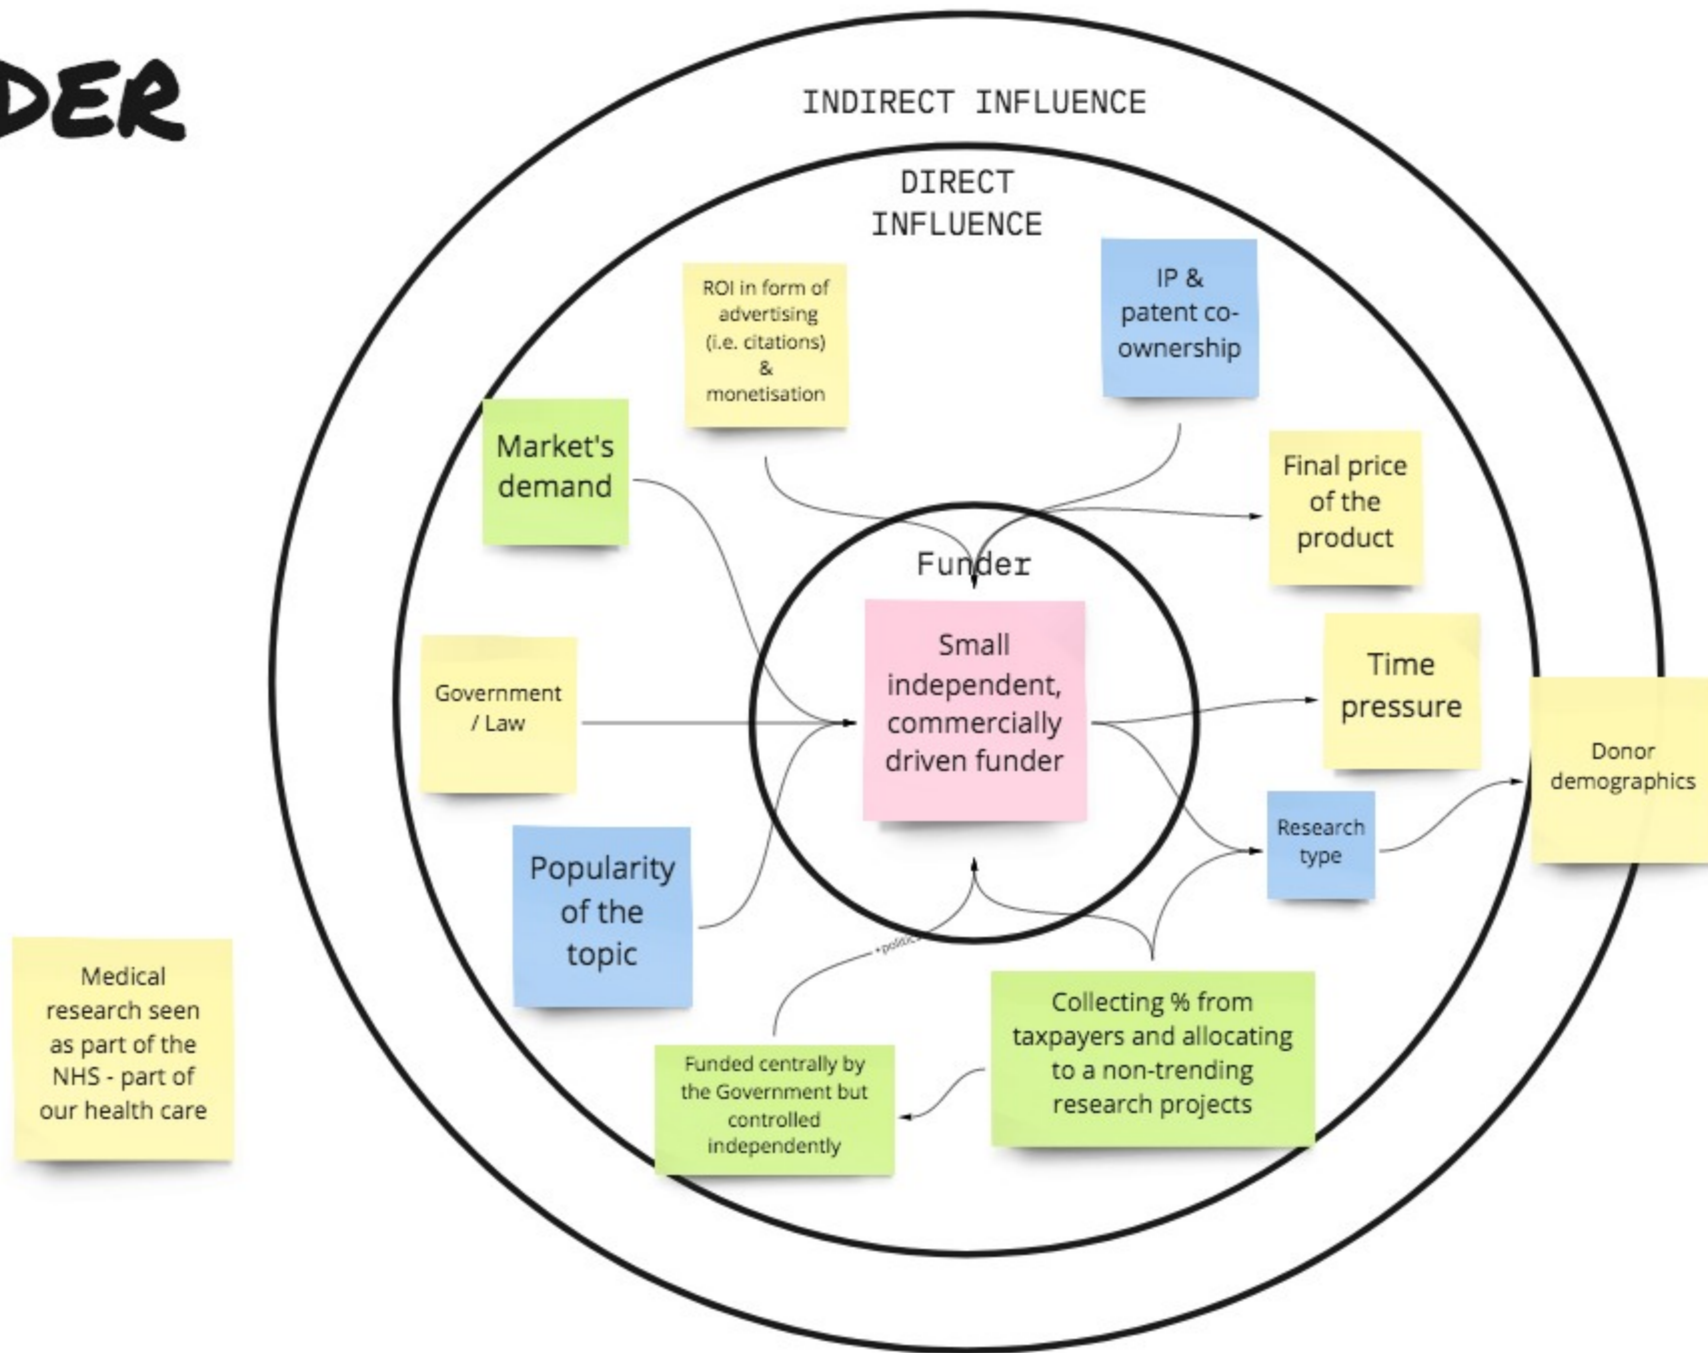 DER
INDIRECT INFLUENCE
DIRECT
INFLUENCE
ROI in form of
advertising
(i.e. citations)
&
monetisation
IP &
patent co-
ownership
Market's
demand
Final price
of the
product
Funder
Small
independent,
commercially
driven funder
Government
/ Law
Time
pressure
Donor
demographics
Research
type
Popularity
of the
topic
Medical
research seen
as part of the
NHS - part of
our health care
Funded centrally by
the Government but
controlled
independently
Collecting % from
taxpayers and allocating
to a non-trending
research projects